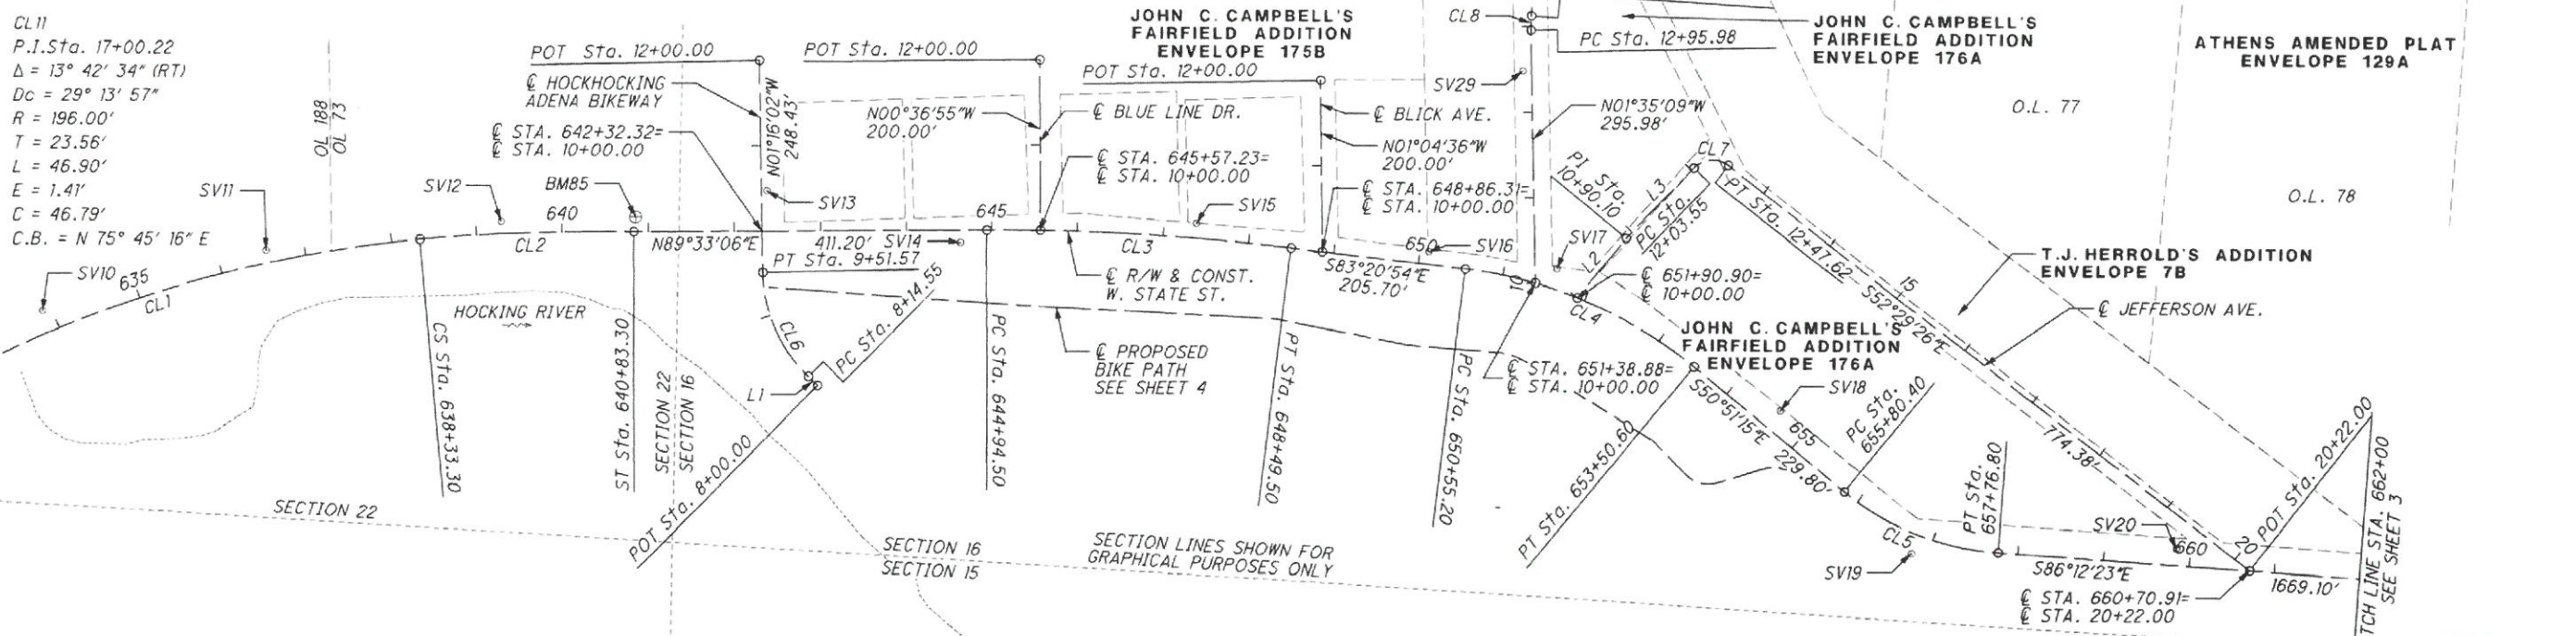 CL11
P.I.Sta. 17+00.22
Δ = 13° 42' 34" (RT)
Dc = 29° 13' 57"
R = 196.00'
T = 23.56'
L = 46.90'
E = 1.41'
C = 46.79'
C.B. = N 75° 45' 16" E
SV10
635
CL1
SV11
OL 188
OL 73
SV12
640
CL2
BM85
POT Sta. 12+00.00
℄ HOCKHOCKING
ADENA BIKEWAY
℄ STA. 642+32.32=
℄ STA. 10+00.00
N01°16'02"W
248.43'
SV13
N89°33'06"E
411.20'
SV14
PT Sta. 9+51.57
HOCKING RIVER
CS Sta. 638+33.30
ST Sta. 640+83.30
SECTION 22
SECTION 16
CL6
PC Sta. 8+14.55
L1
POT Sta. 8+00.00
SECTION 22
POT Sta. 12+00.00
N00°36'55"W
200.00'
℄ BLUE LINE DR.
645
℄ STA. 645+57.23=
℄ STA. 10+00.00
CL3
SV15
℄ R/W & CONST.
W. STATE ST.
℄ PROPOSED
BIKE PATH
SEE SHEET 4
PC Sta. 644+94.50
SECTION 16
SECTION 15
SECTION LINES SHOWN FOR
GRAPHICAL PURPOSES ONLY
JOHN C. CAMPBELL'S
FAIRFIELD ADDITION
ENVELOPE 175B
POT Sta. 12+00.00
℄ BLICK AVE.
N01°04'36"W
200.00'
℄ STA. 648+86.31=
℄ STA. 10+00.00
650
SV16
S83°20'54"E
205.70'
PT Sta. 648+49.50
PC Sta. 650+55.20
CL8
PC Sta. 12+95.98
SV29
N01°35'09"W
295.98'
JOHN C. CAMPBELL'S
FAIRFIELD ADDITION
ENVELOPE 176A
PI Sta.
10+90.10
SV17
L2
L3
CL7
PC Sta.
12+03.55
PT Sta. 12+47.62
℄ 651+90.90=
℄ 10+00.00
CL4
℄ STA. 651+38.88=
℄ STA. 10+00.00
JOHN C. CAMPBELL'S
FAIRFIELD ADDITION
ENVELOPE 176A
S52°29'26"E
15
774.38'
PT Sta. 653+50.60
S50°51'15"E
229.80'
655
SV18
PC Sta.
655+80.40
CL5
SV19
PT Sta.
657+76.80
S86°12'23"E
SV20
660
20
POT Sta. 20+22.00
℄ STA. 660+70.91=
℄ STA. 20+22.00
1669.10'
TCH LINE STA. 662+00
SEE SHEET 3
ATHENS AMENDED PLAT
ENVELOPE 129A
O.L. 77
O.L. 78
T.J. HERROLD'S ADDITION
ENVELOPE 7B
℄ JEFFERSON AVE.